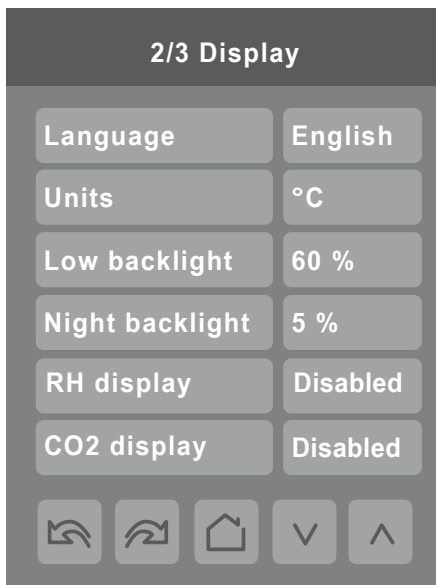 2/3 Display
Language English
Units °C
Low backlight 60 %
Night backlight 5 %
RH display Disabled
CO2 display Disabled